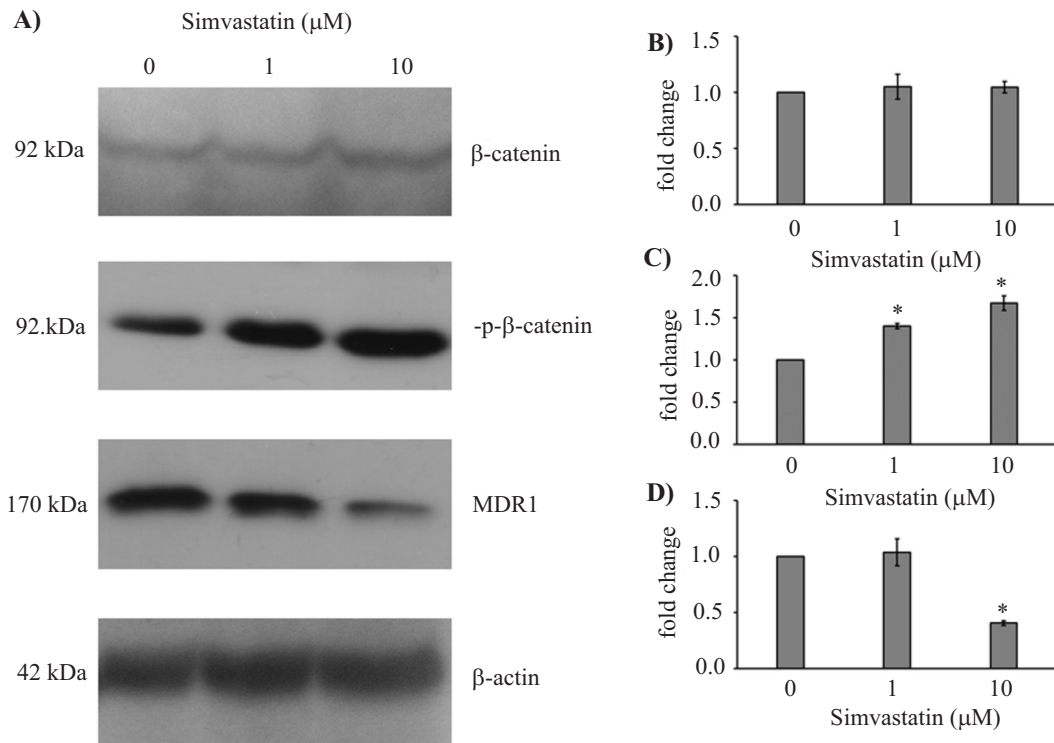 A)
Simvastatin (μM)
0 1 10
92 kDa
β-catenin
92.kDa
-p-β-catenin
170 kDa
MDR1
42 kDa
β-actin
B)
fold change
1.5
1.0
0.5
0.0
0 1 10
Simvastatin (μM)
C)
fold change
2.0
1.5
1.0
0.5
0.0
* *
0 1 10
Simvastatin (μM)
D)
fold change
1.5
1.0
0.5
0.0
*
0 1 10
Simvastatin (μM)